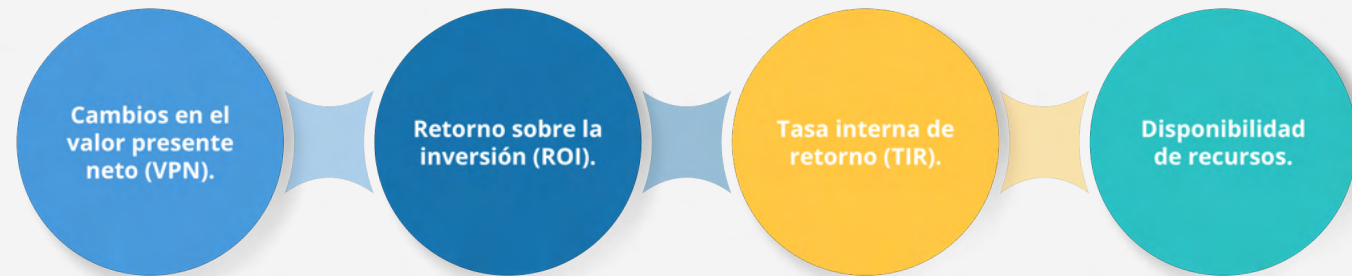 Cambios en el
valor presente
neto (VPN).
Retorno sobre la
inversión (ROI).
Tasa interna de
retorno (TIR).
Disponibilidad
de recursos.